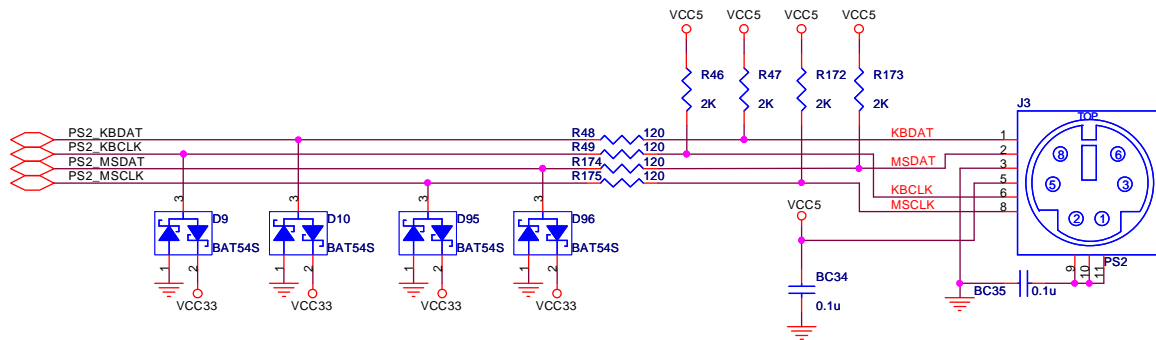 VCC5 VCC5 VCC5 VCC5
R46 R47 R172 R173
2K 2K 2K 2K
J3
TOP
PS2_KBDAT R48 120 KBDAT 1
PS2_KBCLK R49 120 2
PS2_MSDAT R174 120 MSDAT 3
PS2_MSCLK R175 120 5
KBCLK 6
MSCLK 8
8 6
5 3
2 1
3 3 3 3
VCC5
D9 D10 D95 D96
BAT54S BAT54S BAT54S BAT54S
1 2 1 2 1 2 1 2
VCC33 VCC33 VCC33 VCC33
BC34
0.1u
PS2
9 10 11
BC35 0.1u